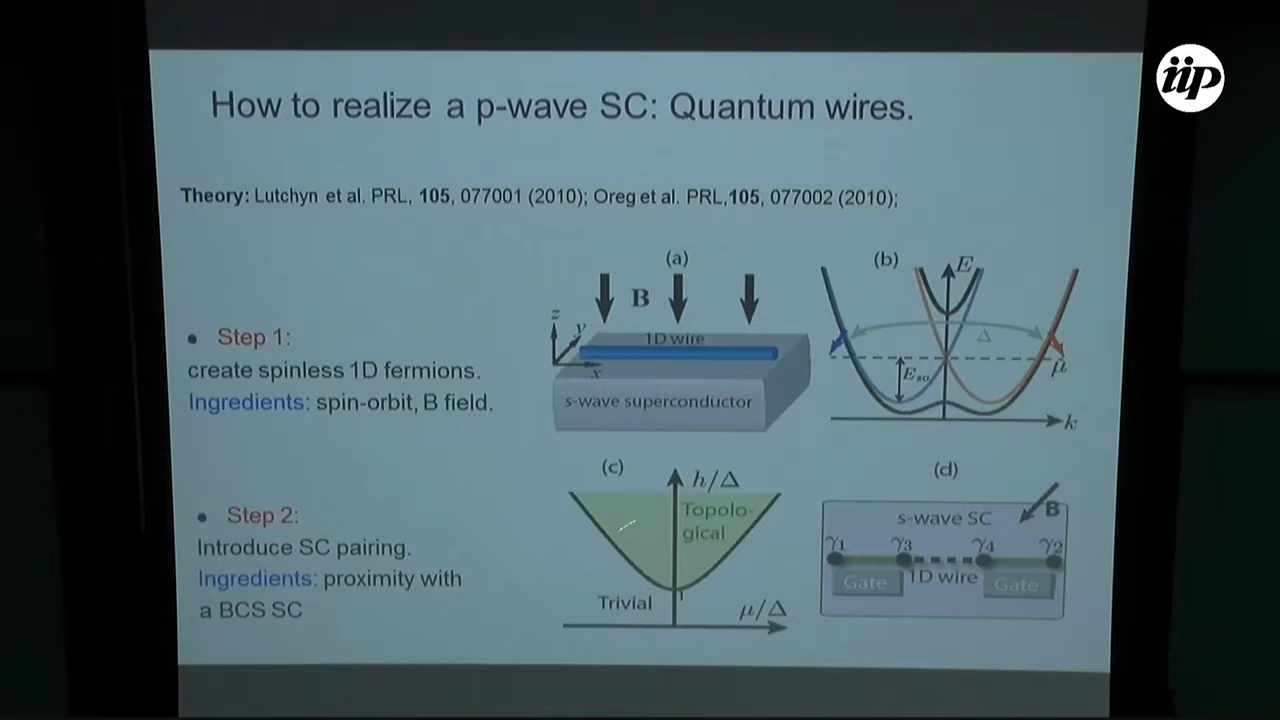 iip
How to realize a p-wave SC: Quantum wires.
Theory: Lutchyn et al. PRL, 105, 077001 (2010); Oreg et al. PRL,105, 077002 (2010);
• Step 1:
create spinless 1D fermions.
Ingredients: spin-orbit, B field.
• Step 2:
Introduce SC pairing.
Ingredients: proximity with
a BCS SC
(a)
B
z
y
x
1D wire
s-wave superconductor
(b)
E
Δ
μ
E_so
k
(c)
h/Δ
Topolo-
gical
1
Trivial
μ/Δ
(d)
B
s-wave SC
γ1 γ3 γ4 γ2
Gate 1D wire Gate